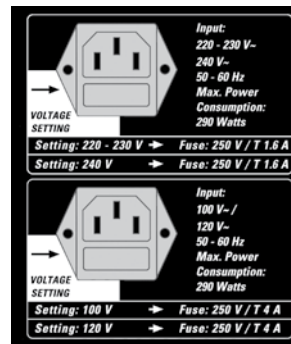 Input:
220 - 230 V~
240 V~
50 - 60 Hz
Max. Power
Consumption:
290 Watts
VOLTAGE
SETTING
Setting: 220 - 230 V → Fuse: 250 V / T 1.6 A
Setting: 240 V → Fuse: 250 V / T 1.6 A
Input:
100 V~ /
120 V~
50 - 60 Hz
Max. Power
Consumption:
290 Watts
VOLTAGE
SETTING
Setting: 100 V → Fuse: 250 V / T 4 A
Setting: 120 V → Fuse: 250 V / T 4 A